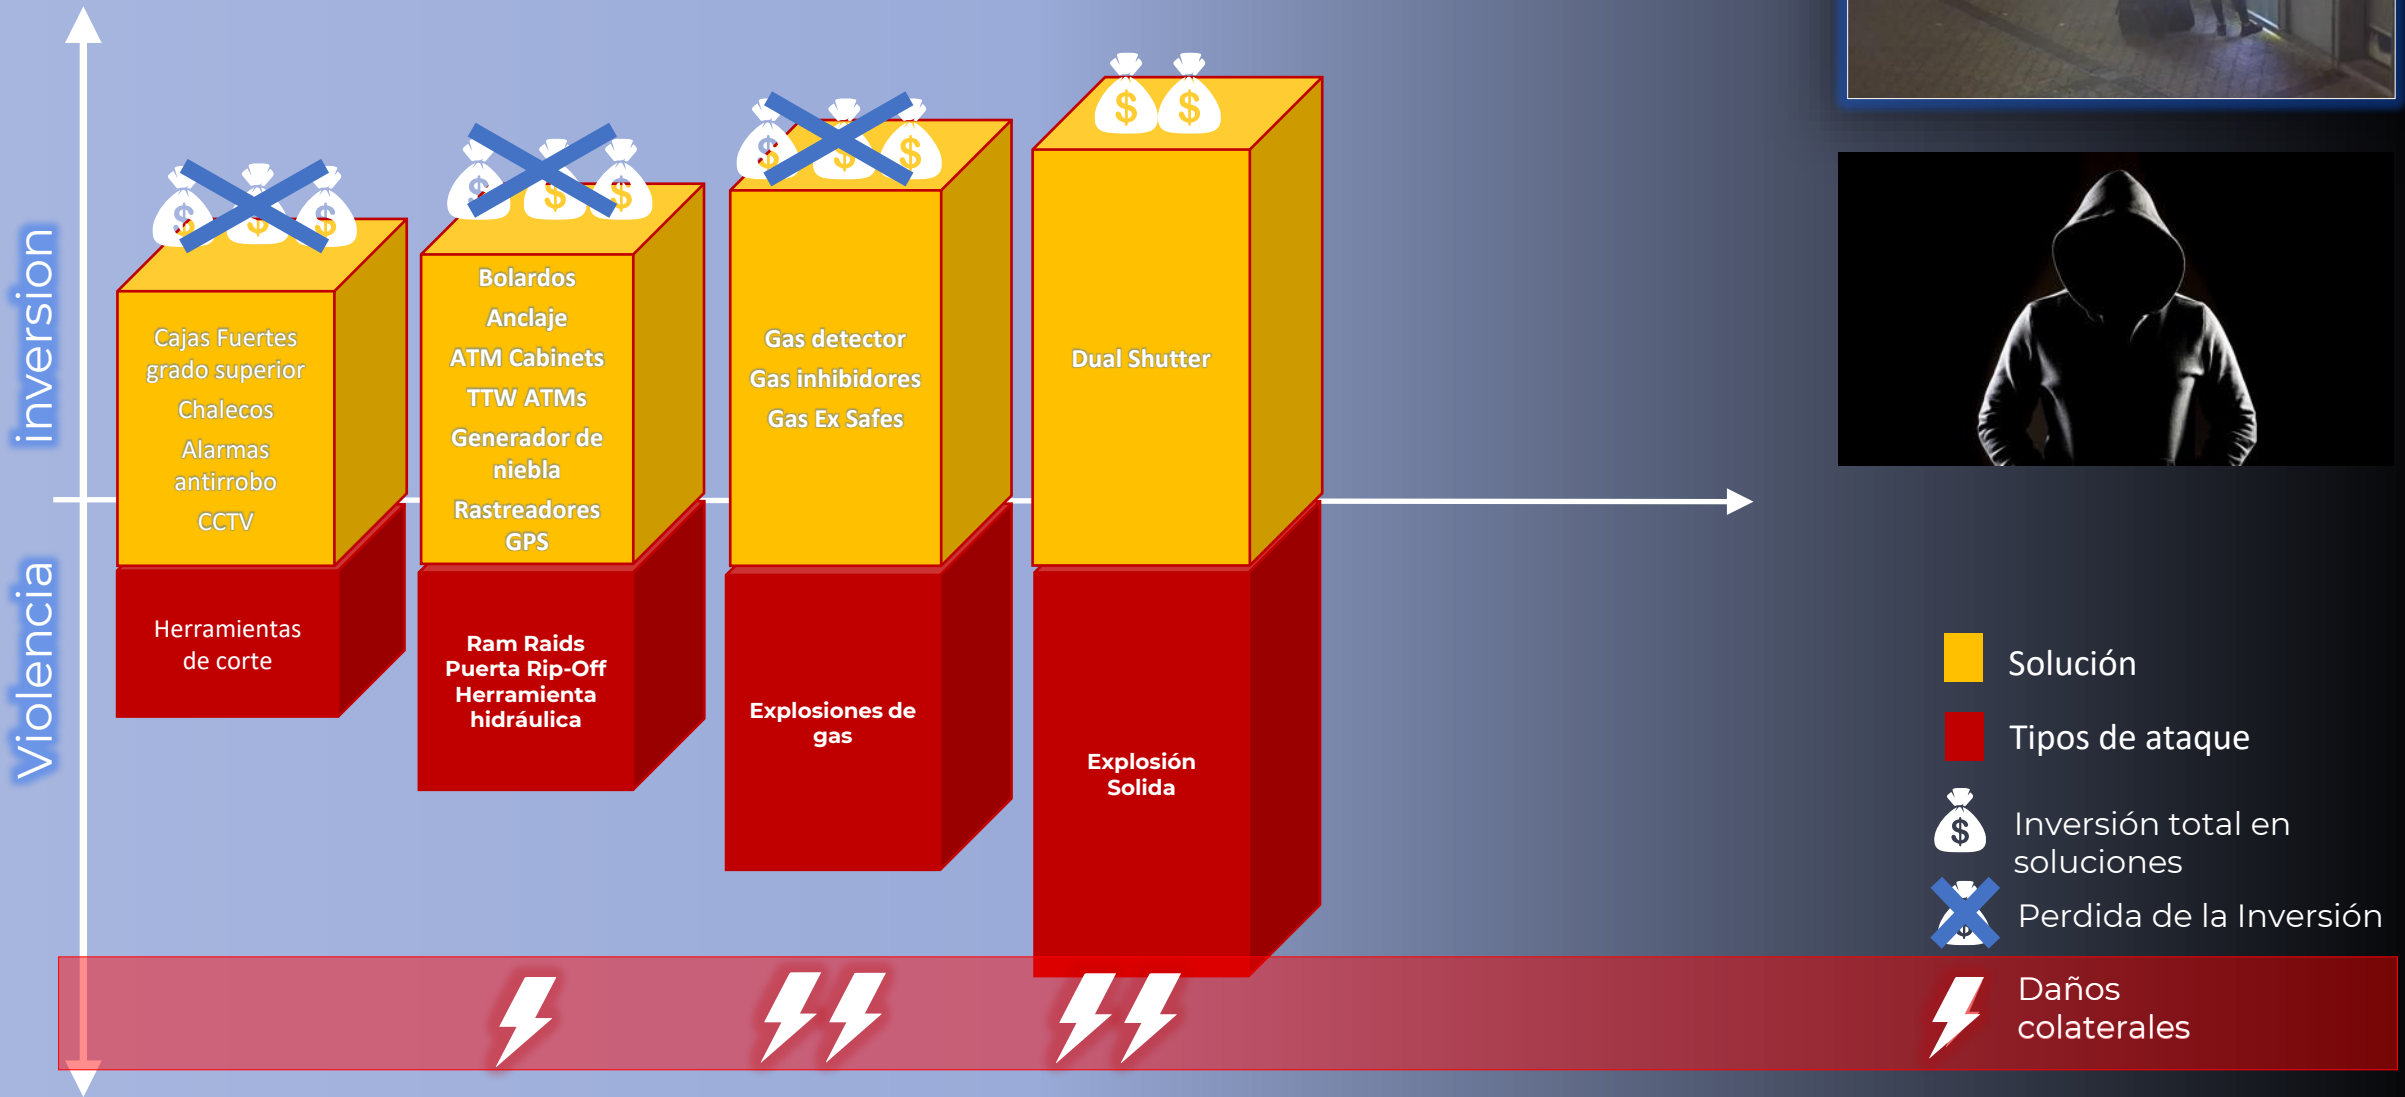 inversion
Violencia
Cajas Fuertes
grado superior
Chalecos
Alarmas
antirrobo
CCTV
Herramientas
de corte
Bolardos
Anclaje
ATM Cabinets
TTW ATMs
Generador de
niebla
Rastreadores
GPS
Ram Raids
Puerta Rip-Off
Herramienta
hidráulica
Gas detector
Gas inhibidores
Gas Ex Safes
Explosiones de
gas
Dual Shutter
Explosión
Solida
Solución
Tipos de ataque
Inversión total en
soluciones
Perdida de la Inversión
Daños
colaterales